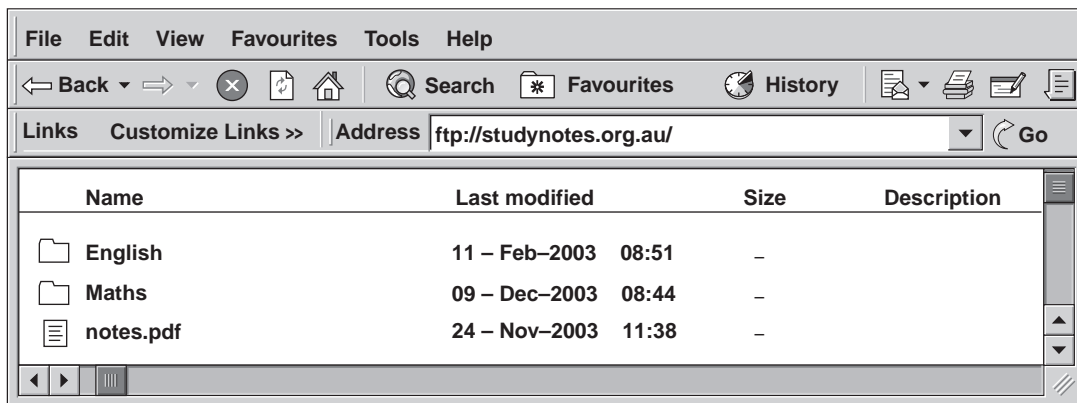 File Edit View Favourites Tools Help
Back Search Favourites History
Links Customize Links >> Address ftp://studynotes.org.au/ Go
Name Last modified Size Description
English 11 – Feb–2003 08:51 –
Maths 09 – Dec–2003 08:44 –
notes.pdf 24 – Nov–2003 11:38 –